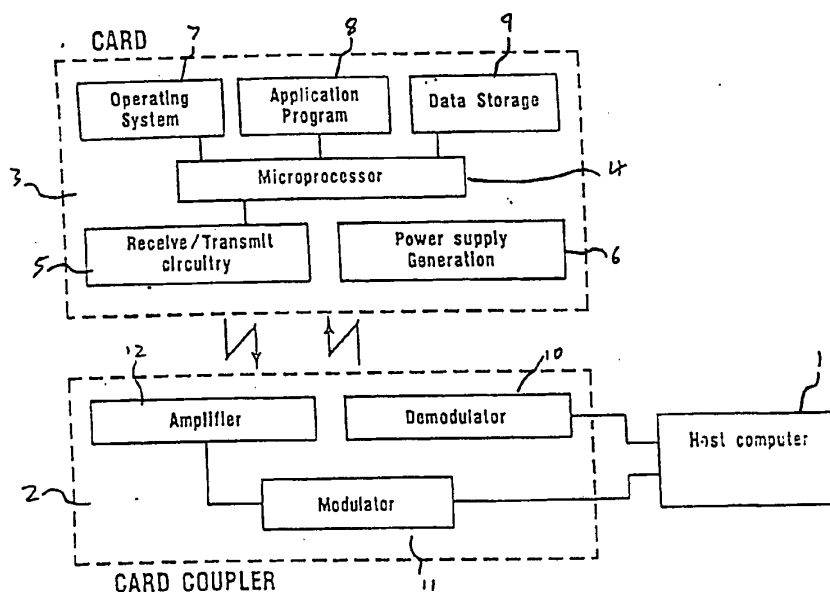 CARD
7
8
9
Operating
System
Application
Program
Data Storage
3
Microprocessor
4
Receive/Transmit
circuitry
5
Power supply
Generation
6
12
10
1
Amplifier
Demodulator
Host computer
2
Modulator
CARD COUPLER
11